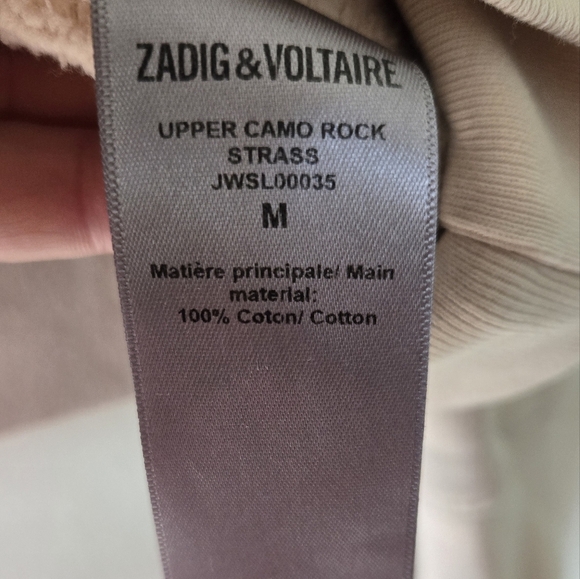 ZADIG & VOLTAIRE
UPPER CAMO ROCK
STRASS
JWSL00035
M
Matière principale/ Main
material:
100% Coton/ Cotton